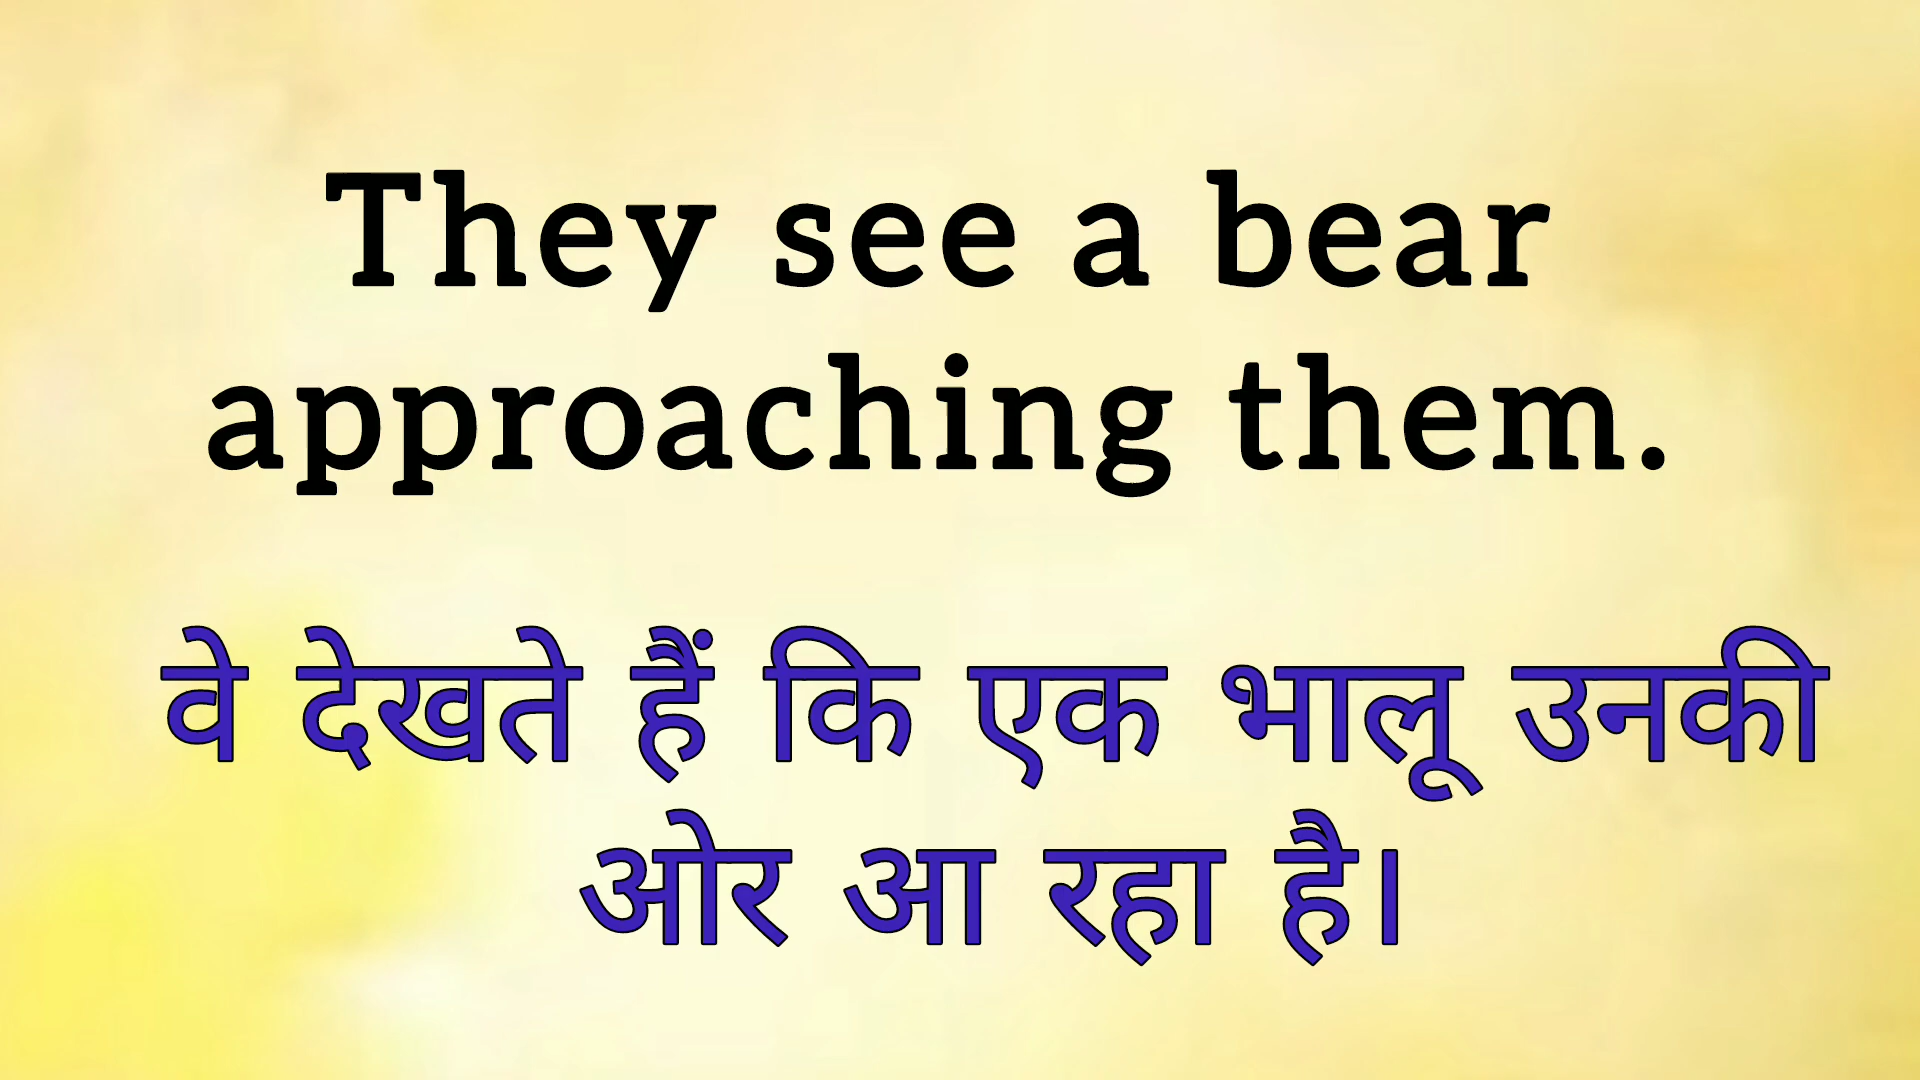 They see a bear
approaching them.
वे देखते हैं कि एक भालू उनकी
ओर आ रहा है।